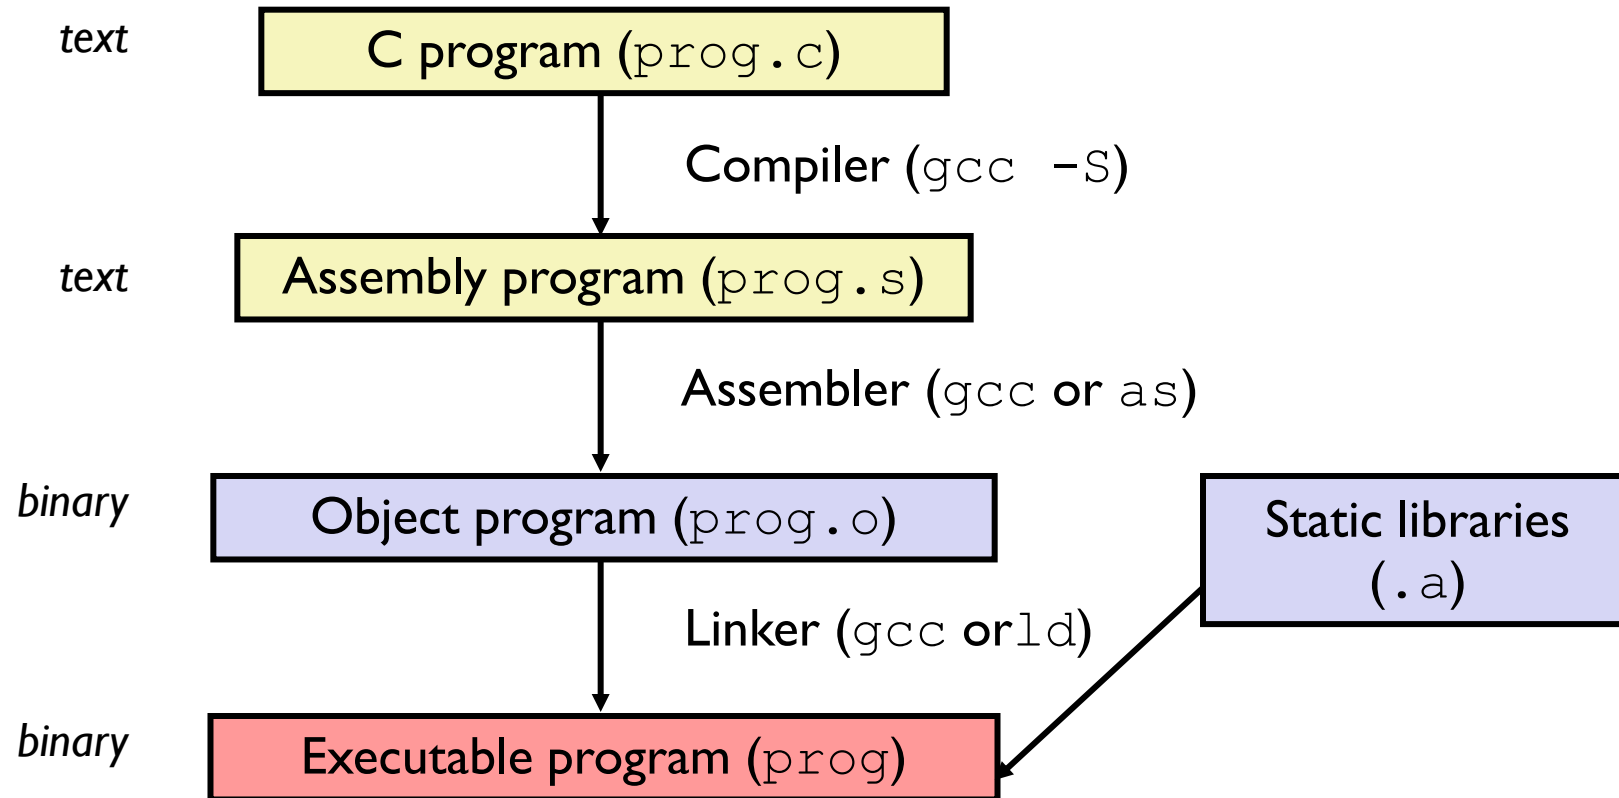 text
C program (prog.c)
Compiler (gcc -S)
text
Assembly program (prog.s)
Assembler (gcc or as)
binary
Object program (prog.o)
Static libraries
(.a)
Linker (gcc orld)
binary
Executable program (prog)